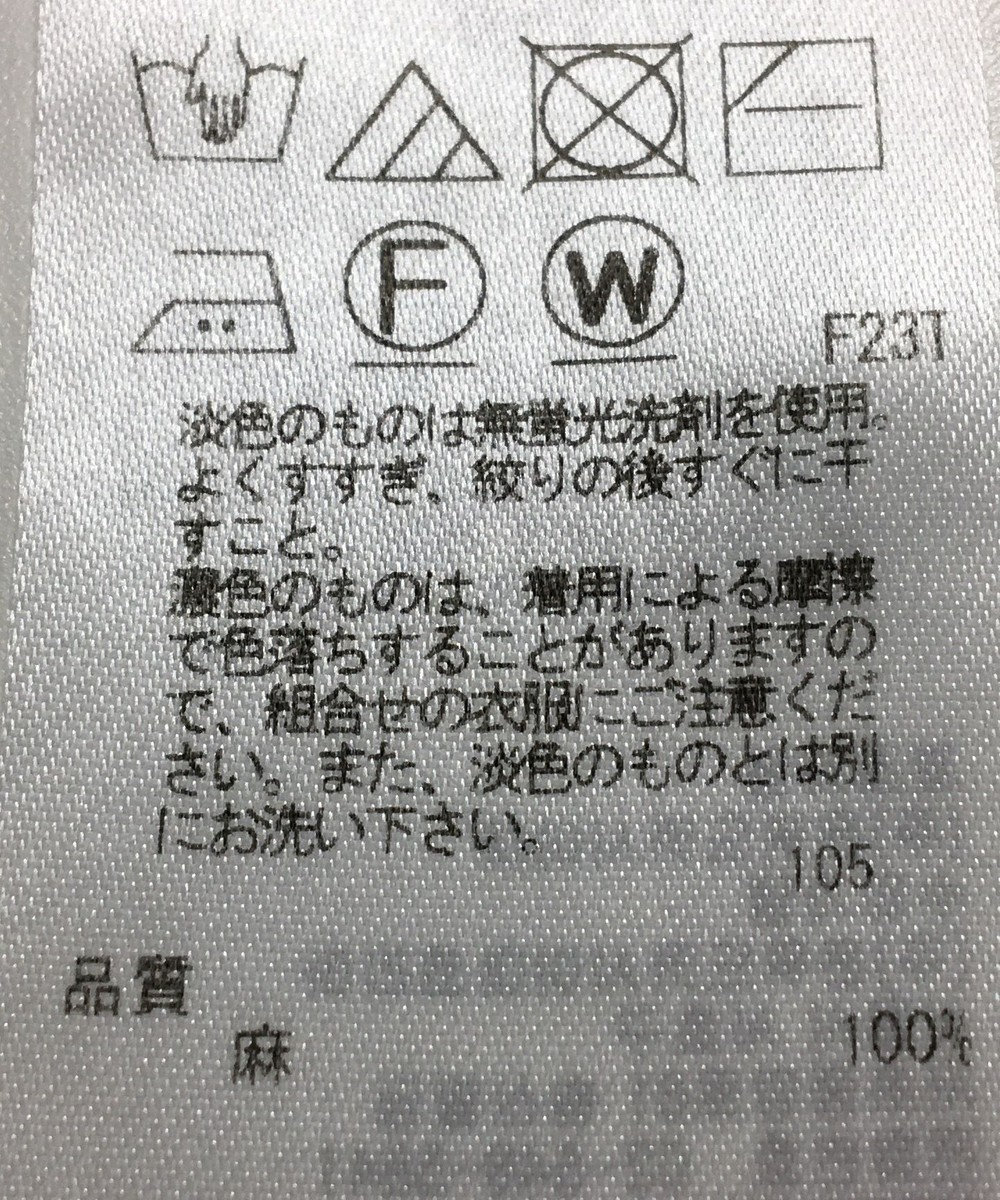 F
W
F23T
淡色のものは無蛍光洗剤を使用。
よくすすぎ、絞りの後すぐに干
すこと。
濃色のものは、着用による摩擦
で色落ちすることがありますの
で、組合せの衣服にご注意くだ
さい。また、淡色のものとは別
にお洗い下さい。
105
品質
麻 100%